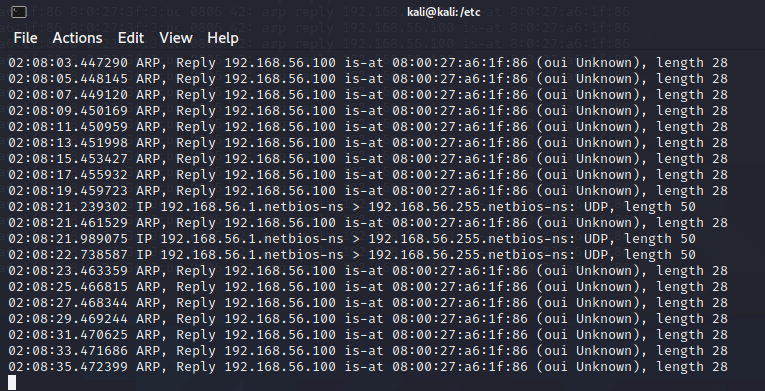 kali@kali: /etc
File Actions Edit View Help
02:08:03.447290 ARP, Reply 192.168.56.100 is-at 08:00:27:a6:1f:86 (oui Unknown), length 28
02:08:05.448145 ARP, Reply 192.168.56.100 is-at 08:00:27:a6:1f:86 (oui Unknown), length 28
02:08:07.449120 ARP, Reply 192.168.56.100 is-at 08:00:27:a6:1f:86 (oui Unknown), length 28
02:08:09.450169 ARP, Reply 192.168.56.100 is-at 08:00:27:a6:1f:86 (oui Unknown), length 28
02:08:11.450959 ARP, Reply 192.168.56.100 is-at 08:00:27:a6:1f:86 (oui Unknown), length 28
02:08:13.451998 ARP, Reply 192.168.56.100 is-at 08:00:27:a6:1f:86 (oui Unknown), length 28
02:08:15.453427 ARP, Reply 192.168.56.100 is-at 08:00:27:a6:1f:86 (oui Unknown), length 28
02:08:17.455932 ARP, Reply 192.168.56.100 is-at 08:00:27:a6:1f:86 (oui Unknown), length 28
02:08:19.459723 ARP, Reply 192.168.56.100 is-at 08:00:27:a6:1f:86 (oui Unknown), length 28
02:08:21.239302 IP 192.168.56.1.netbios-ns > 192.168.56.255.netbios-ns: UDP, length 50
02:08:21.461529 ARP, Reply 192.168.56.100 is-at 08:00:27:a6:1f:86 (oui Unknown), length 28
02:08:21.989075 IP 192.168.56.1.netbios-ns > 192.168.56.255.netbios-ns: UDP, length 50
02:08:22.738587 IP 192.168.56.1.netbios-ns > 192.168.56.255.netbios-ns: UDP, length 50
02:08:23.463359 ARP, Reply 192.168.56.100 is-at 08:00:27:a6:1f:86 (oui Unknown), length 28
02:08:25.466815 ARP, Reply 192.168.56.100 is-at 08:00:27:a6:1f:86 (oui Unknown), length 28
02:08:27.468344 ARP, Reply 192.168.56.100 is-at 08:00:27:a6:1f:86 (oui Unknown), length 28
02:08:29.469244 ARP, Reply 192.168.56.100 is-at 08:00:27:a6:1f:86 (oui Unknown), length 28
02:08:31.470625 ARP, Reply 192.168.56.100 is-at 08:00:27:a6:1f:86 (oui Unknown), length 28
02:08:33.471686 ARP, Reply 192.168.56.100 is-at 08:00:27:a6:1f:86 (oui Unknown), length 28
02:08:35.472399 ARP, Reply 192.168.56.100 is-at 08:00:27:a6:1f:86 (oui Unknown), length 28